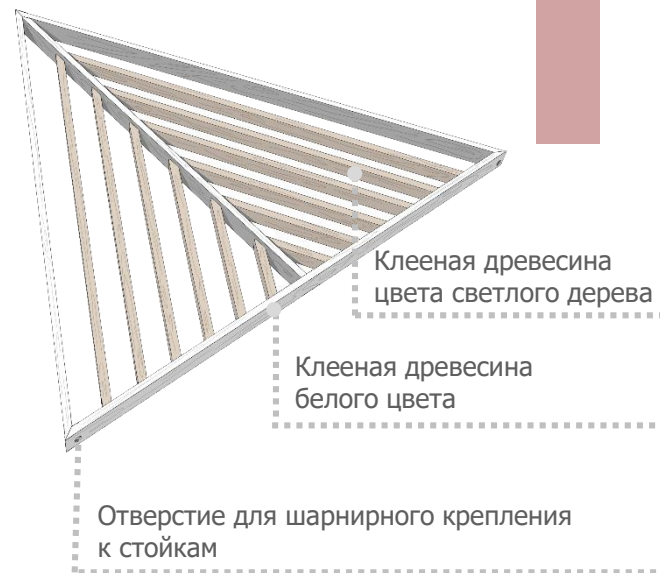 Клееная древесина
цвета светлого дерева
Клееная древесина
белого цвета
Отверстие для шарнирного крепления
к стойкам